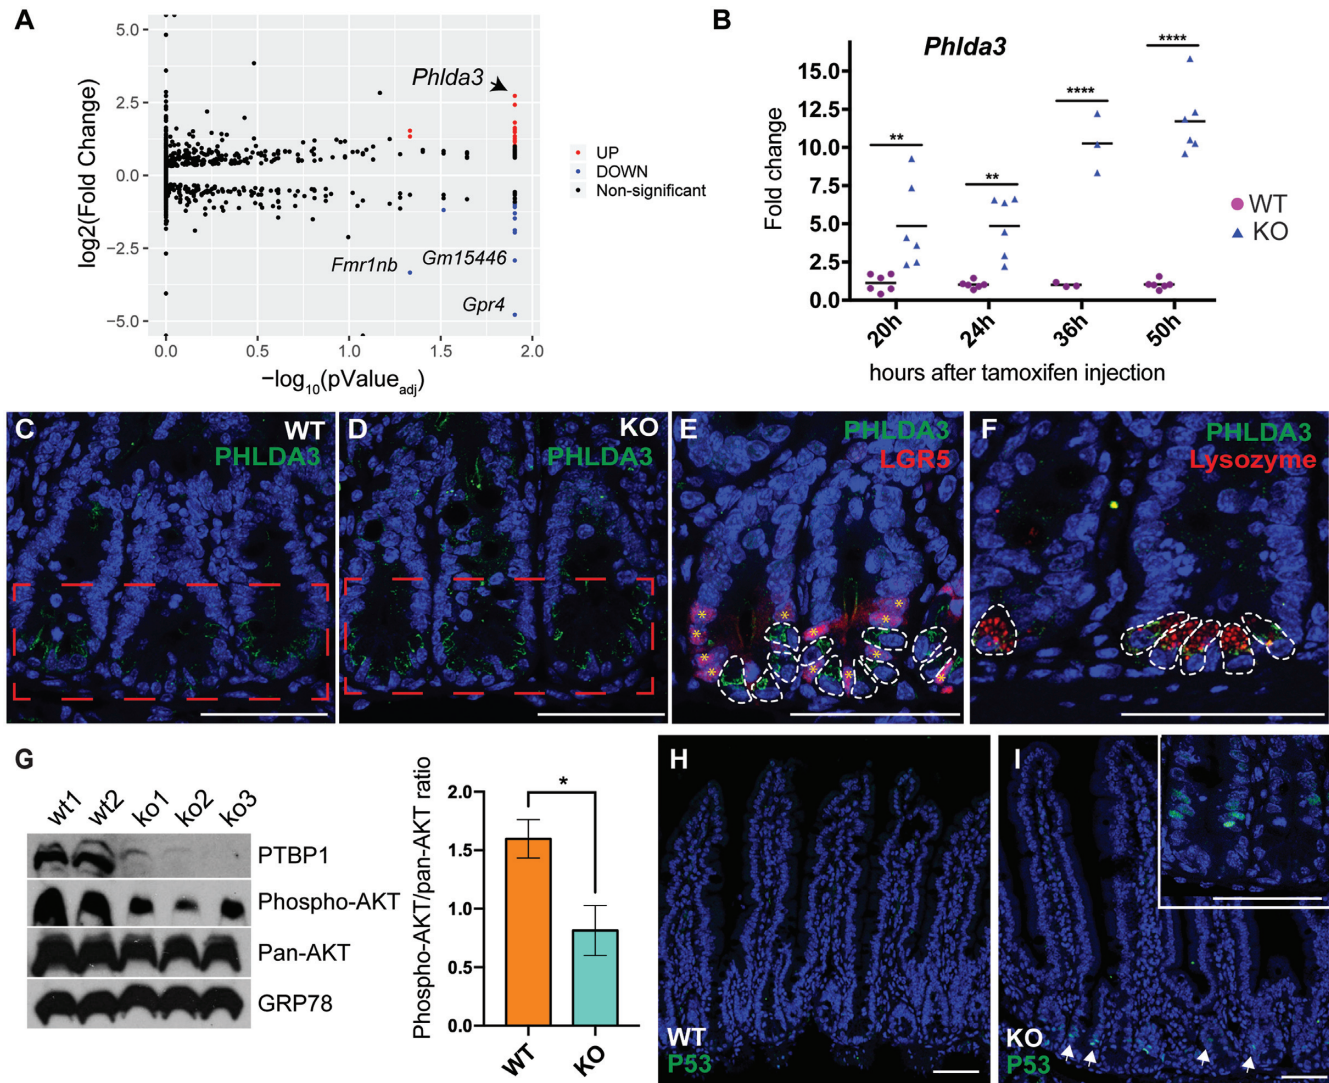 A
5.0
2.5
0.0
−2.5
−5.0
log2(Fold Change)
Phlda3
Fmr1nb
Gm15446
Gpr4
0.0 0.5 1.0 1.5 2.0
−log10(pValueadj)
UP
DOWN
Non-significant
B
Phlda3
**
**
****
****
15.0
12.5
10.0
7.5
5.0
2.5
0.0
Fold change
20h 24h 36h 50h
hours after tamoxifen injection
WT
KO
C
WT
PHLDA3
D
KO
PHLDA3
E
PHLDA3
LGR5
* * * * * * * * * *
F
PHLDA3
Lysozyme
G
wt1 wt2 ko1 ko2 ko3
PTBP1
Phospho-AKT
Pan-AKT
GRP78
Phospho-AKT/pan-AKT ratio
2.0
1.5
1.0
0.5
0.0
*
WT KO
H
WT
P53
I
KO
P53